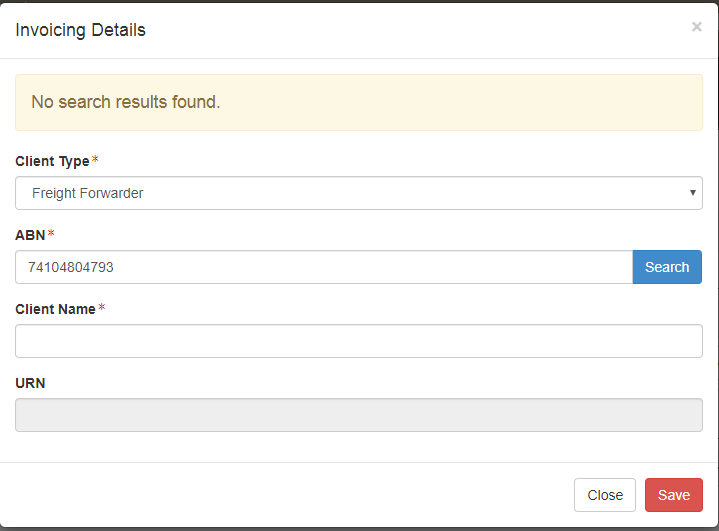 Invoicing Details ×
No search results found.
Client Type*
Freight Forwarder
ABN*
74104804793 Search
Client Name*
URN
Close Save